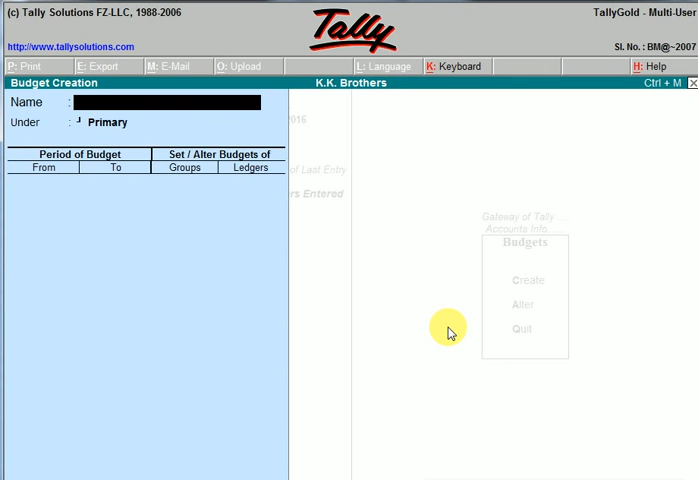 (c) Tally Solutions FZ-LLC, 1988-2006
Tally
TallyGold - Multi-User
http://www.tallysolutions.com
Sl. No. : BM@~2007
P: Print E: Export M: E-Mail O: Upload L: Language K: Keyboard H: Help
Budget Creation K.K. Brothers Ctrl + M X
Name :
Under : ┘ Primary
2016
Period of Budget Set / Alter Budgets of
From To Groups Ledgers
of Last Entry
rs Entered
Gateway of Tally ...
Accounts Info. ...
Budgets
Create
Alter
Quit